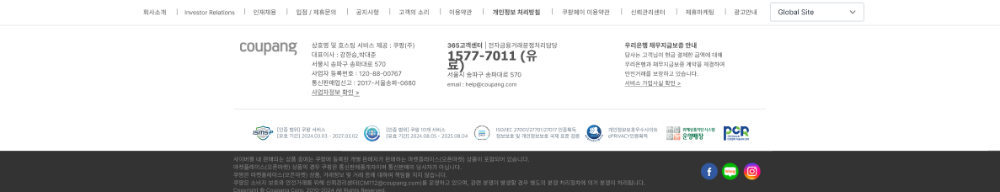 회사소개 | Investor Relations | 인재채용 | 입점 / 제휴문의 | 공지사항 | 고객의 소리 | 이용약관 | 개인정보 처리방침 | 쿠팡페이 이용약관 | 신뢰관리센터 | 제휴마케팅 | 광고안내 Global Site
coupang
상호명 및 호스팅 서비스 제공 : 쿠팡(주)
대표이사 : 강한승,박대준
서울시 송파구 송파대로 570
사업자 등록번호 : 120-88-00767
통신판매업신고 : 2017-서울송파-0680
사업자정보 확인 >
365고객센터 | 전자금융거래분쟁처리담당
1577-7011 (유
료)
서울시 송파구 송파대로 570
email : help@coupang.com
우리은행 채무지급보증 안내
당사는 고객님이 현금 결제한 금액에 대해
우리은행과 채무지급보증 계약을 체결하여
안전거래를 보장하고 있습니다.
서비스 가입사실 확인 >
ISMS-P
[인증 범위] 쿠팡 서비스
[유효 기간] 2024.03.03 - 2027.03.02
[인증 범위] 쿠팡 10개 서비스
[유효 기간] 2024.08.05 - 2025.08.04
ISO/IEC 27001/27701/27017 인증획득
정보보호 및 개인정보보호 국제 표준 검증
개인정보보호우수사이트
ePRIVACY인증획득
위해상품차단시스템
운영매장
PCR
사이버몰 내 판매되는 상품 중에는 쿠팡에 등록한 개별 판매자가 판매하는 마켓플레이스(오픈마켓) 상품이 포함되어 있습니다.
마켓플레이스(오픈마켓) 상품의 경우 쿠팡은 통신판매중개자이며 통신판매의 당사자가 아닙니다.
쿠팡은 마켓플레이스(오픈마켓) 상품, 거래정보 및 거래 등에 대하여 책임을 지지 않습니다.
쿠팡은 소비자 보호와 안전거래를 위해 신뢰관리센터(CM112@coupang.com)를 운영하고 있으며, 관련 분쟁이 발생할 경우 별도의 분쟁 처리절차에 의거 분쟁이 처리됩니다.
Copyright © Coupang Corp. 2010-2024 All Rights Reserved.
blog